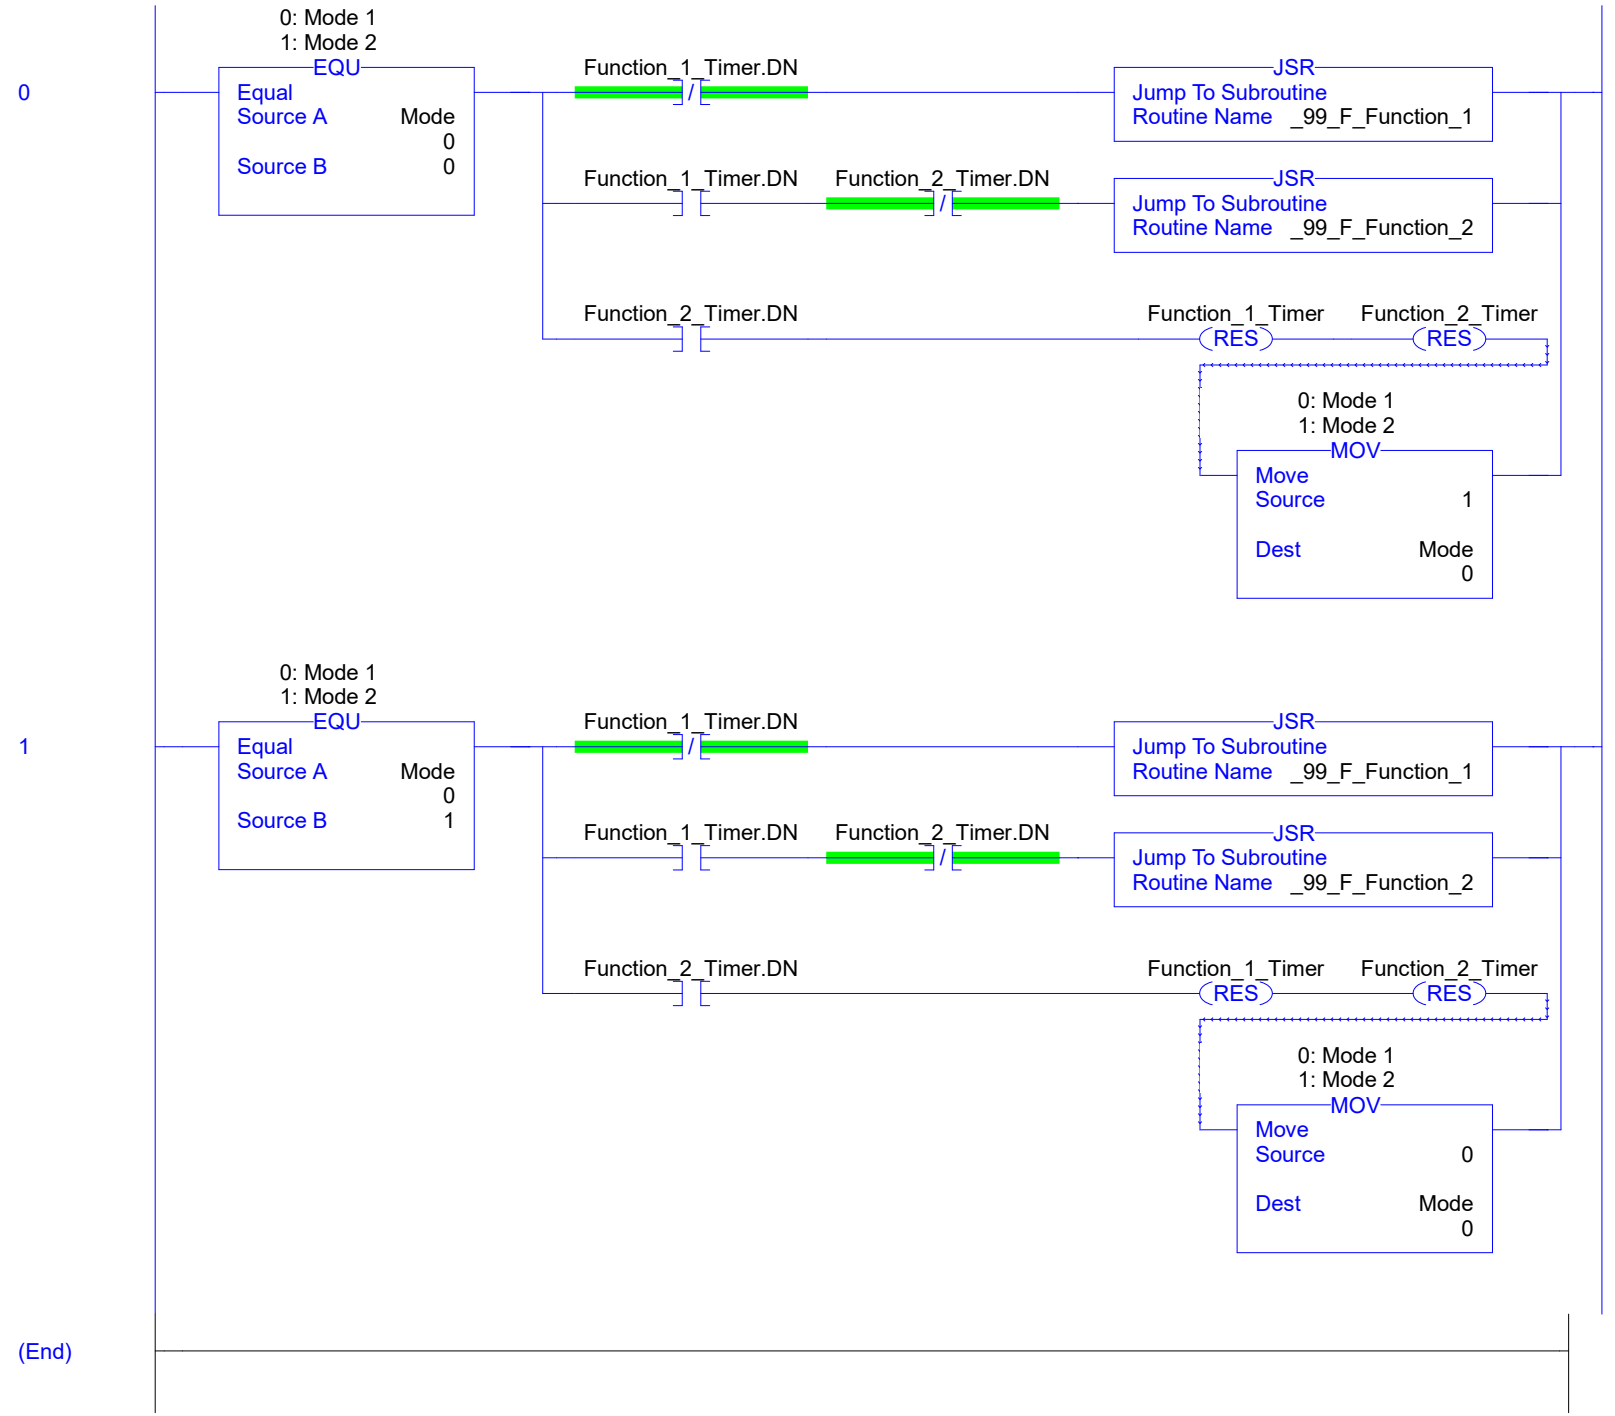 0: Mode 1
1: Mode 2
0
EQU
Equal
Source A Mode
0
Source B 0
Function_1_Timer.DN
/
JSR
Jump To Subroutine
Routine Name _99_F_Function_1
Function_1_Timer.DN
Function_2_Timer.DN
/
JSR
Jump To Subroutine
Routine Name _99_F_Function_2
Function_2_Timer.DN
Function_1_Timer
RES
Function_2_Timer
RES
0: Mode 1
1: Mode 2
MOV
Move
Source 1
Dest Mode
0
0: Mode 1
1: Mode 2
1
EQU
Equal
Source A Mode
0
Source B 1
Function_1_Timer.DN
/
JSR
Jump To Subroutine
Routine Name _99_F_Function_1
Function_1_Timer.DN
Function_2_Timer.DN
/
JSR
Jump To Subroutine
Routine Name _99_F_Function_2
Function_2_Timer.DN
Function_1_Timer
RES
Function_2_Timer
RES
0: Mode 1
1: Mode 2
MOV
Move
Source 0
Dest Mode
0
(End)